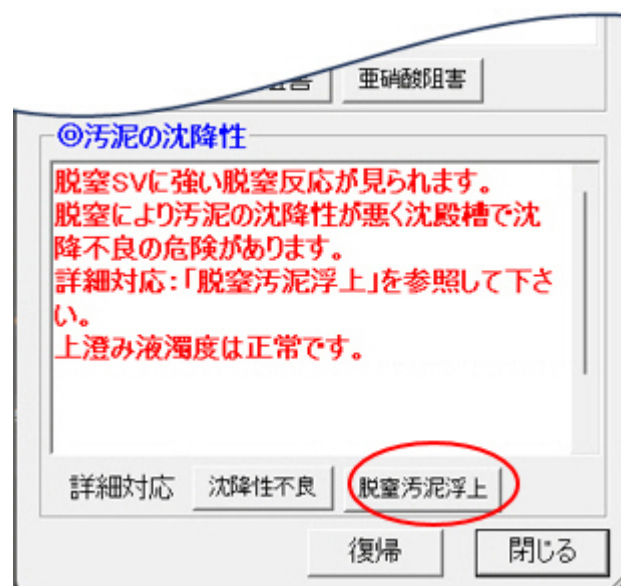 亜硝酸阻害
◎汚泥の沈降性
脱窒SVに強い脱窒反応が見られます。
脱窒により汚泥の沈降性が悪く沈殿槽で沈
降不良の危険があります。
詳細対応:「脱窒汚泥浮上」を参照して下さ
い。
上澄み液濁度は正常です。
詳細対応 沈降性不良 脱窒汚泥浮上
復帰 閉じる